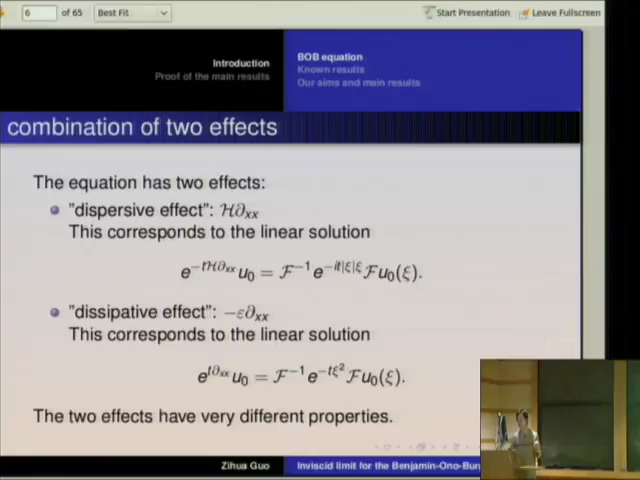 6 of 65 Best Fit Start Presentation Leave Fullscreen
Introduction
Proof of the main results
BOB equation
Known results
Our aims and main results
combination of two effects
The equation has two effects:
"dispersive effect": ℋ∂ₓₓ
This corresponds to the linear solution
e^{−tℋ∂_{xx}} u₀ = ℱ^{−1} e^{−it|ξ|ξ} ℱu₀(ξ).
"dissipative effect": −ε∂ₓₓ
This corresponds to the linear solution
e^{t∂_{xx}} u₀ = ℱ^{−1} e^{−tξ²} ℱu₀(ξ).
The two effects have very different properties.
Zihua Guo Inviscid limit for the Benjamin-Ono-Bur